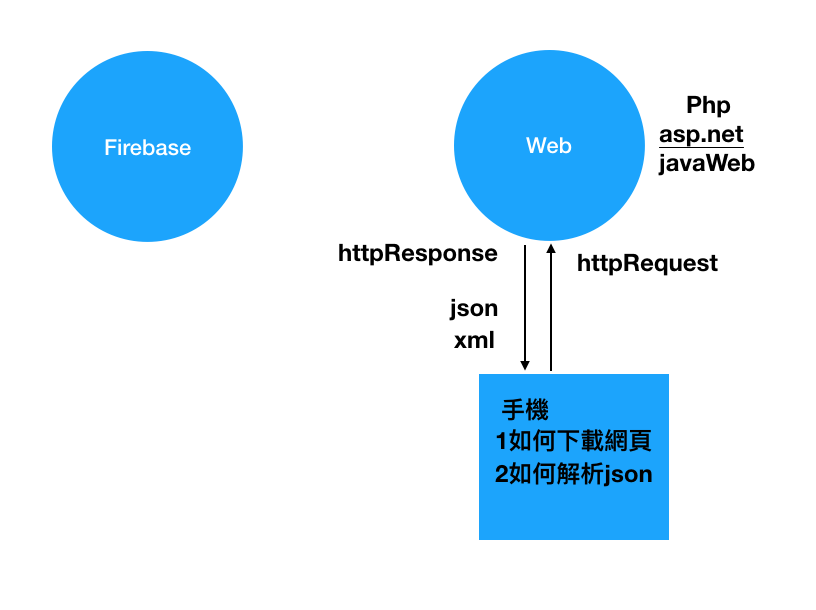 Firebase
Web
Php
asp.net
javaWeb
httpResponse
httpRequest
json
xml
手機
1如何下載網頁
2如何解析json